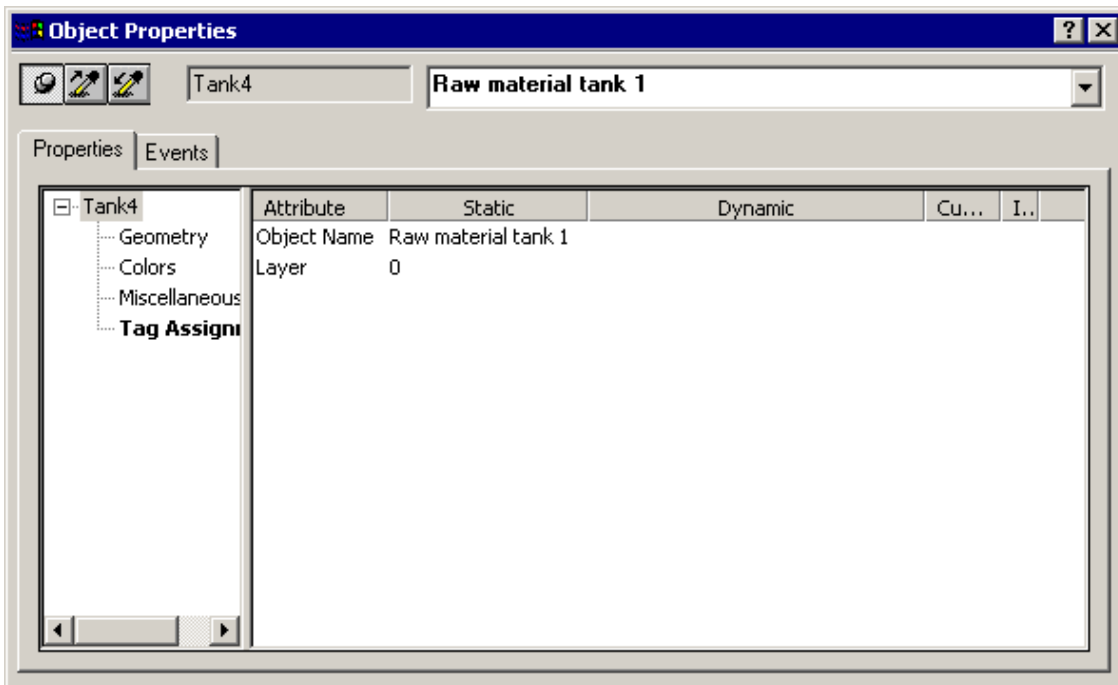 Object Properties
Tank4 Raw material tank 1
Properties Events
Tank4 Attribute Static Dynamic Cu... I..
Geometry Object Name Raw material tank 1
Colors Layer 0
Miscellaneous
Tag Assign